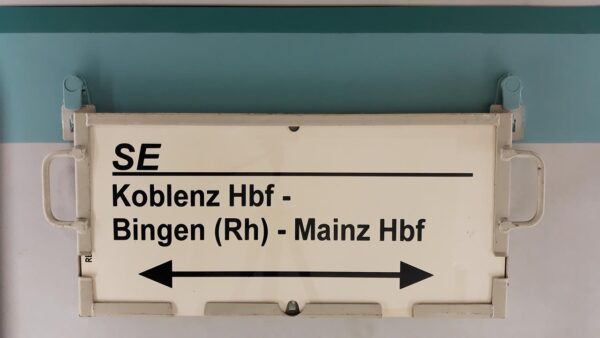 SE
Koblenz Hbf -
Bingen (Rh) - Mainz Hbf